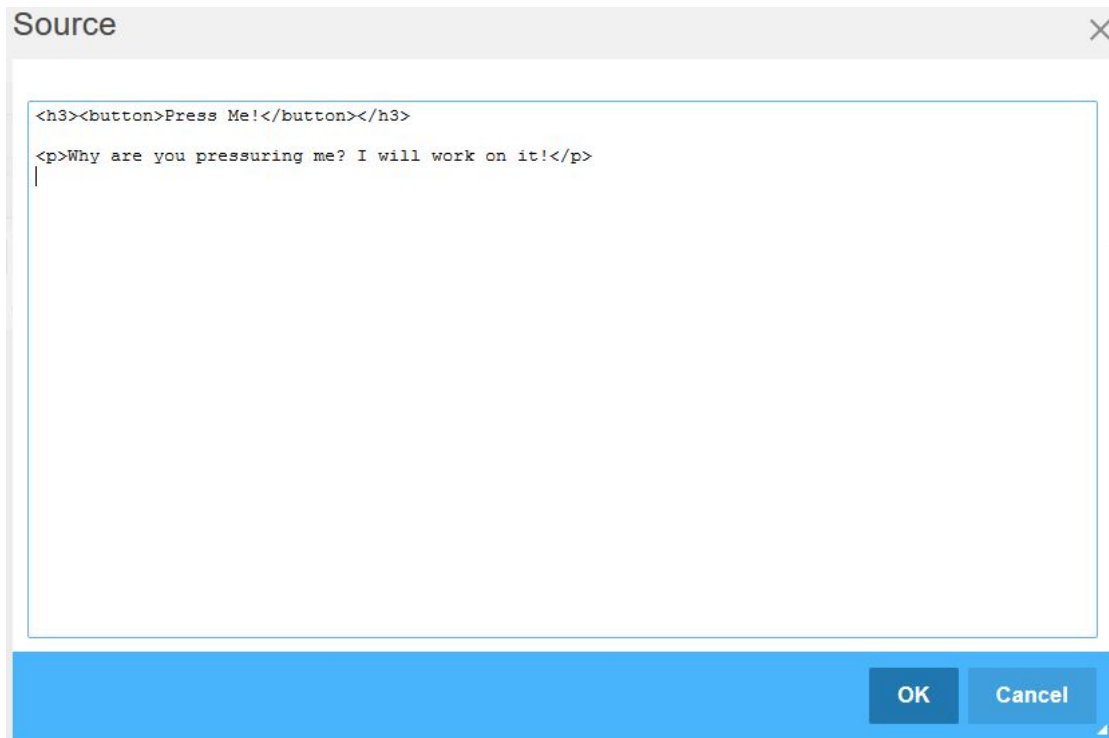 Source
<h3><button>Press Me!</button></h3>
<p>Why are you pressuring me? I will work on it!</p>
OK
Cancel